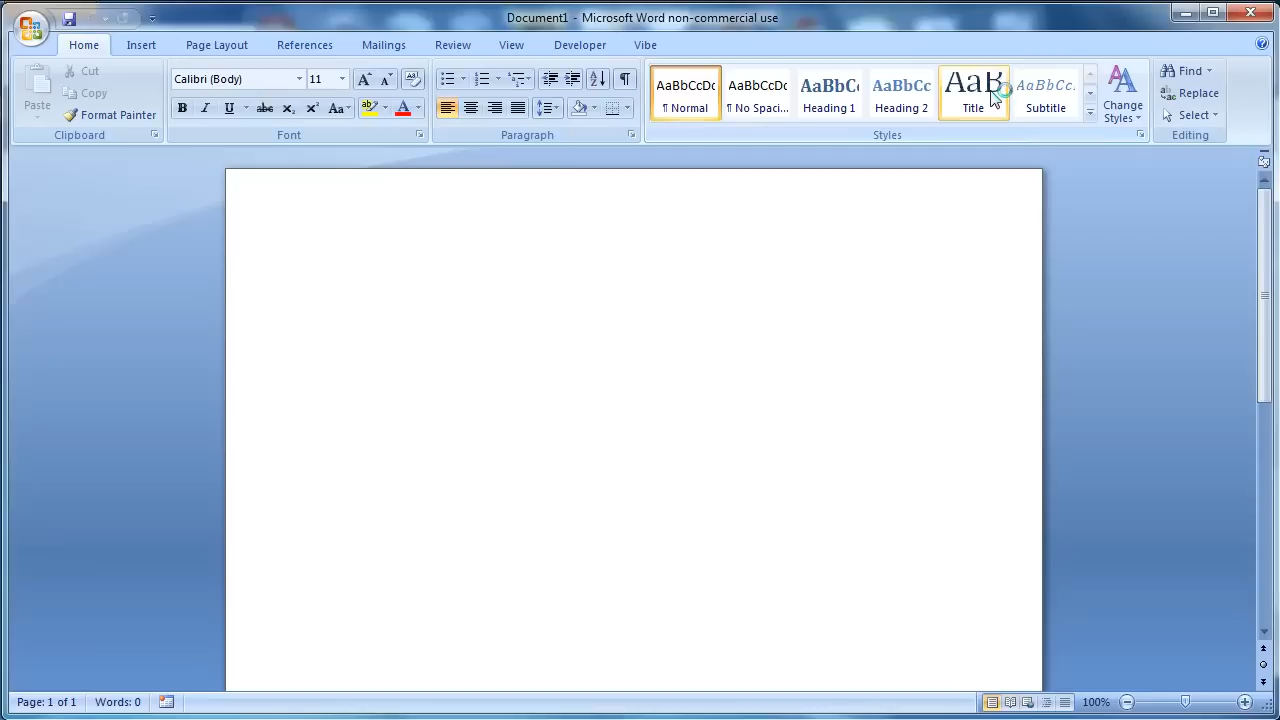 Document1 - Microsoft Word non-commercial use
Home Insert Page Layout References Mailings Review View Developer Vibe
Paste
Cut
Copy
Format Painter
Clipboard
Calibri (Body) 11
Font
Paragraph
AaBbCcDc AaBbCcDc AaBbCc AaBbCc AaB AaBbCc.
¶ Normal ¶ No Spaci... Heading 1 Heading 2 Title Subtitle
Change
Styles
Styles
Find
Replace
Select
Editing
Page: 1 of 1 Words: 0 100%